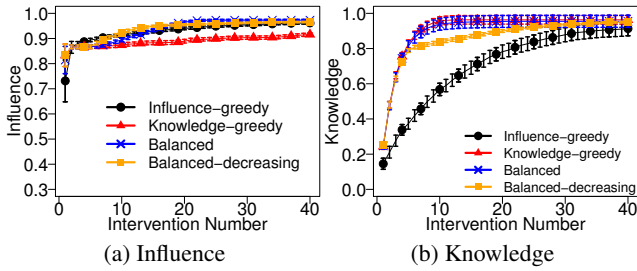 1.0
0.9
0.8
0.7
0.6
0.5
0.4
0.3
Influence
Influence−greedy
Knowledge−greedy
Balanced
Balanced−decreasing
0 10 20 30 40
Intervention Number
(a) Influence
1.0
0.8
0.6
0.4
0.2
0.0
Knowledge
Influence−greedy
Knowledge−greedy
Balanced
Balanced−decreasing
0 10 20 30 40
Intervention Number
(b) Knowledge